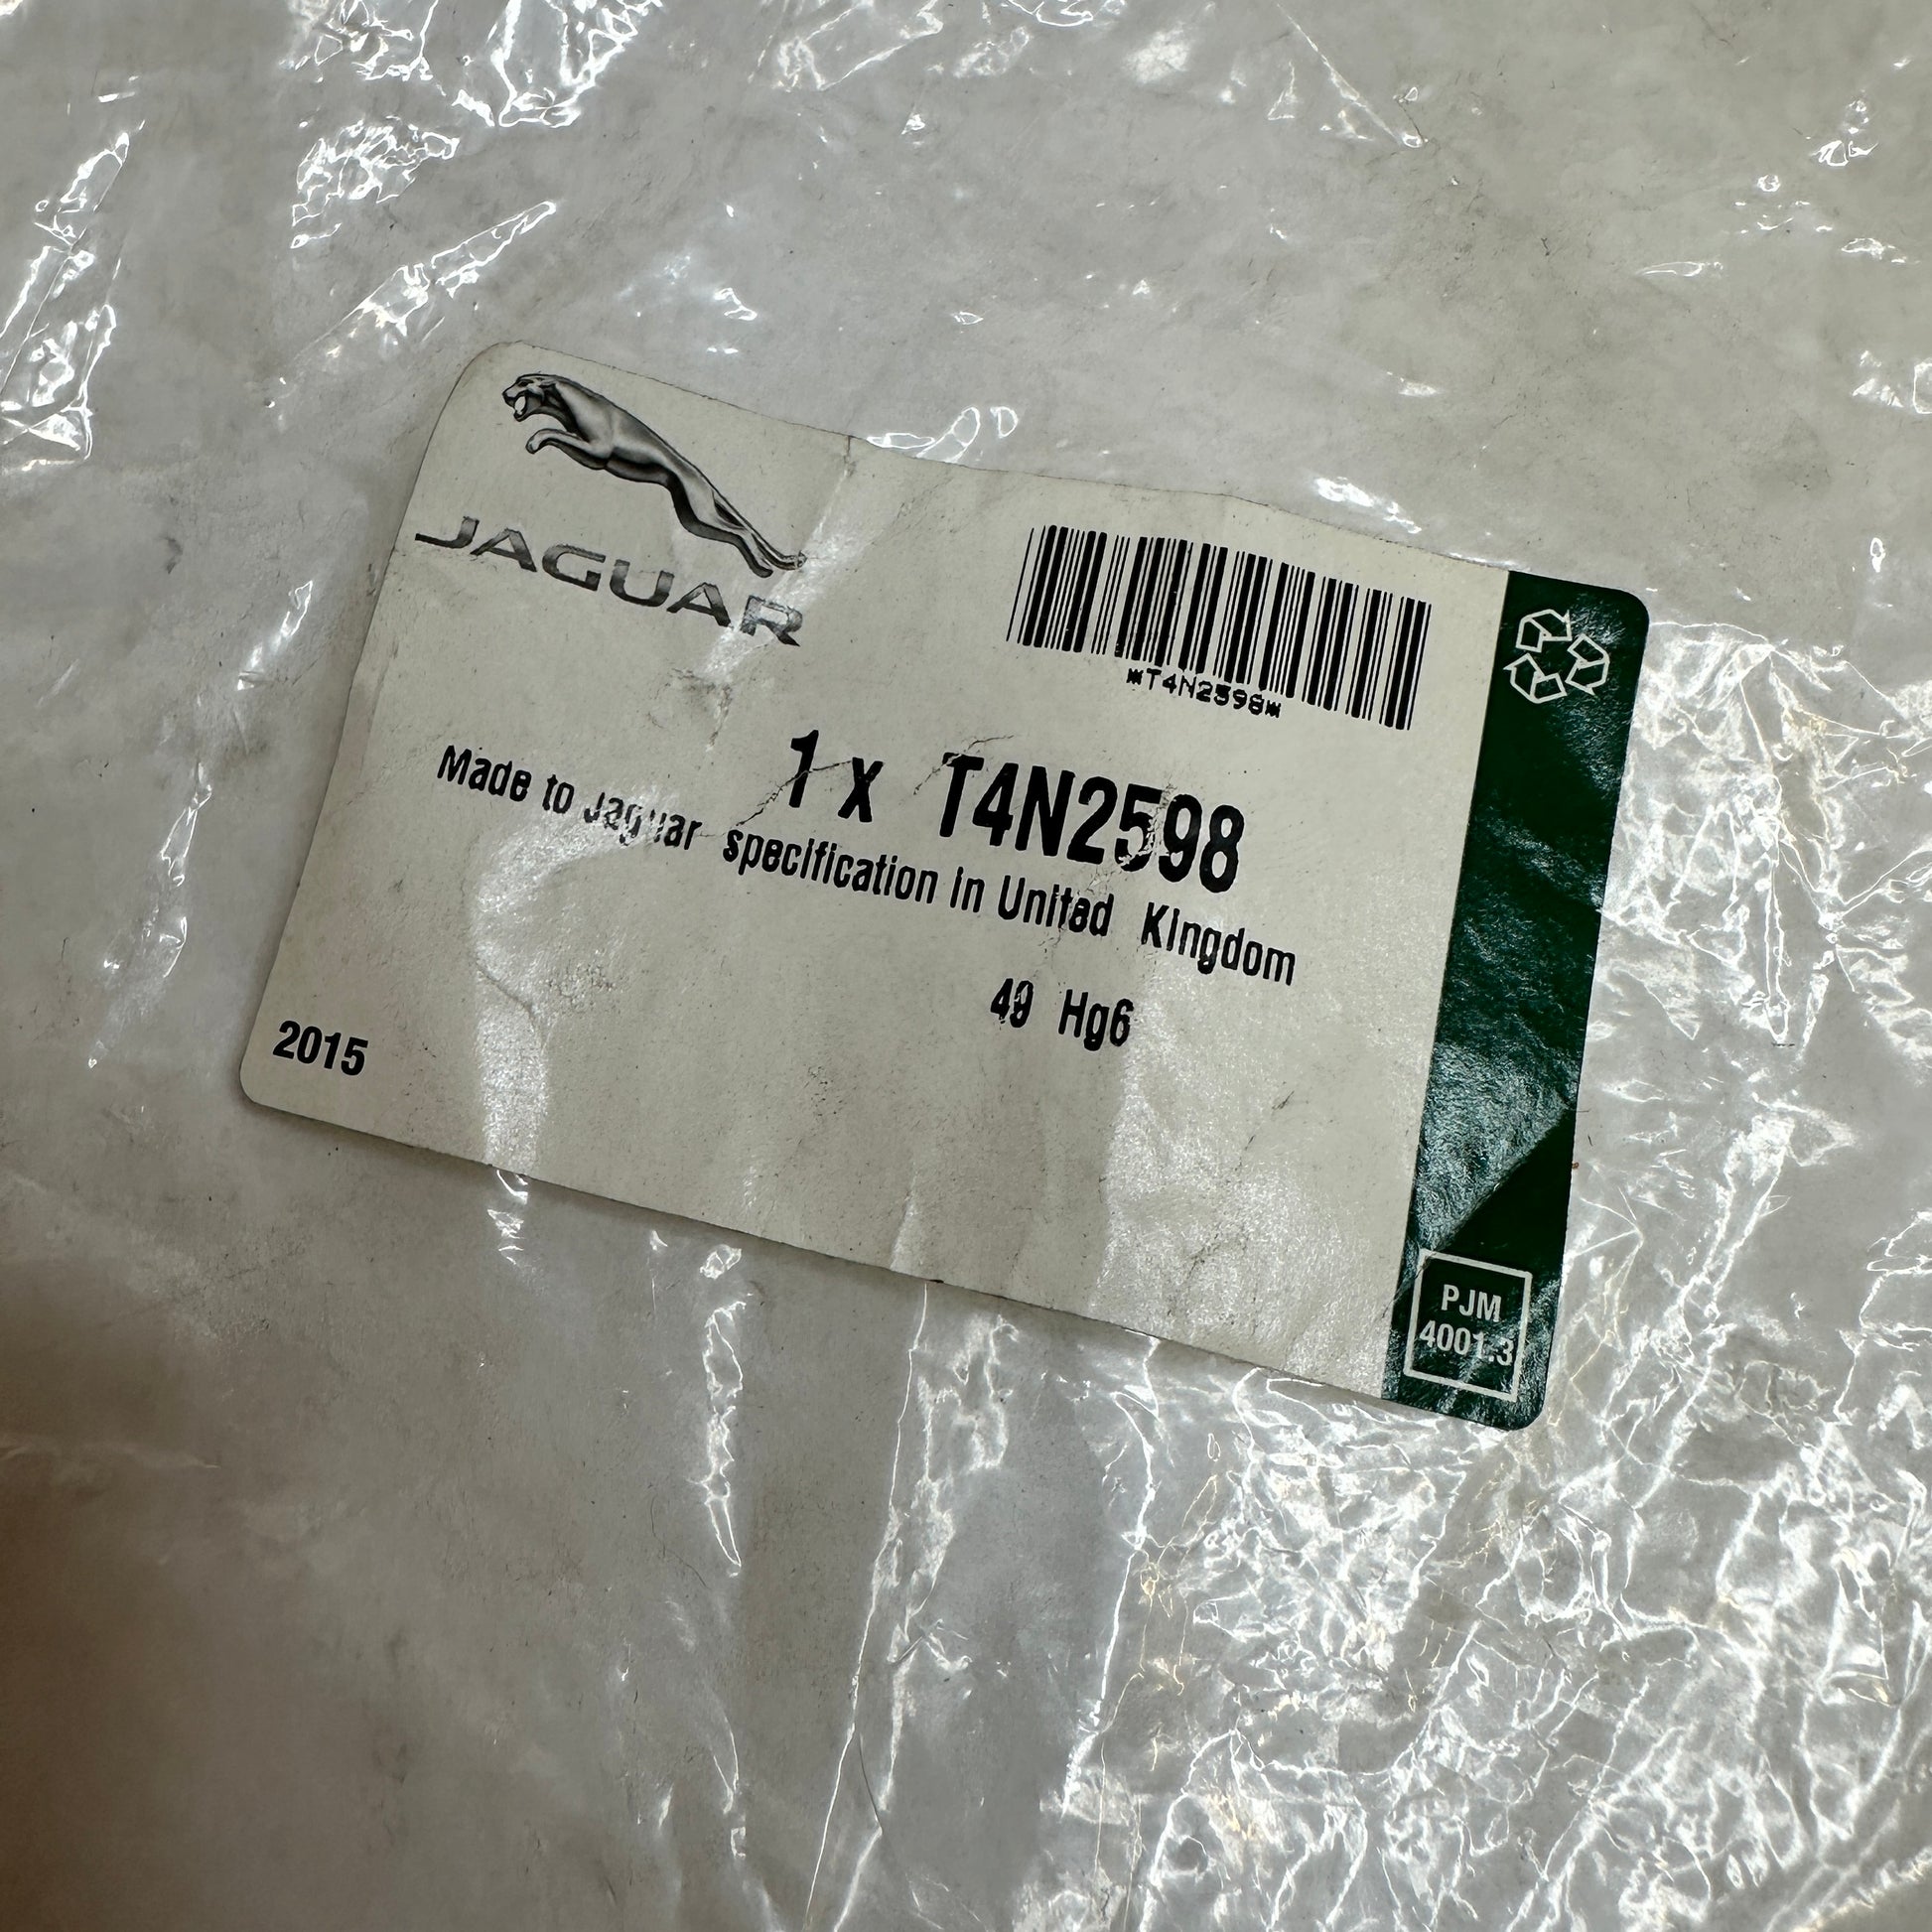 JAGUAR
*T4N2598*
1 x T4N2598
Made to Jaguar specification in United Kingdom
49 Hg6
2015
PJM
4001.3